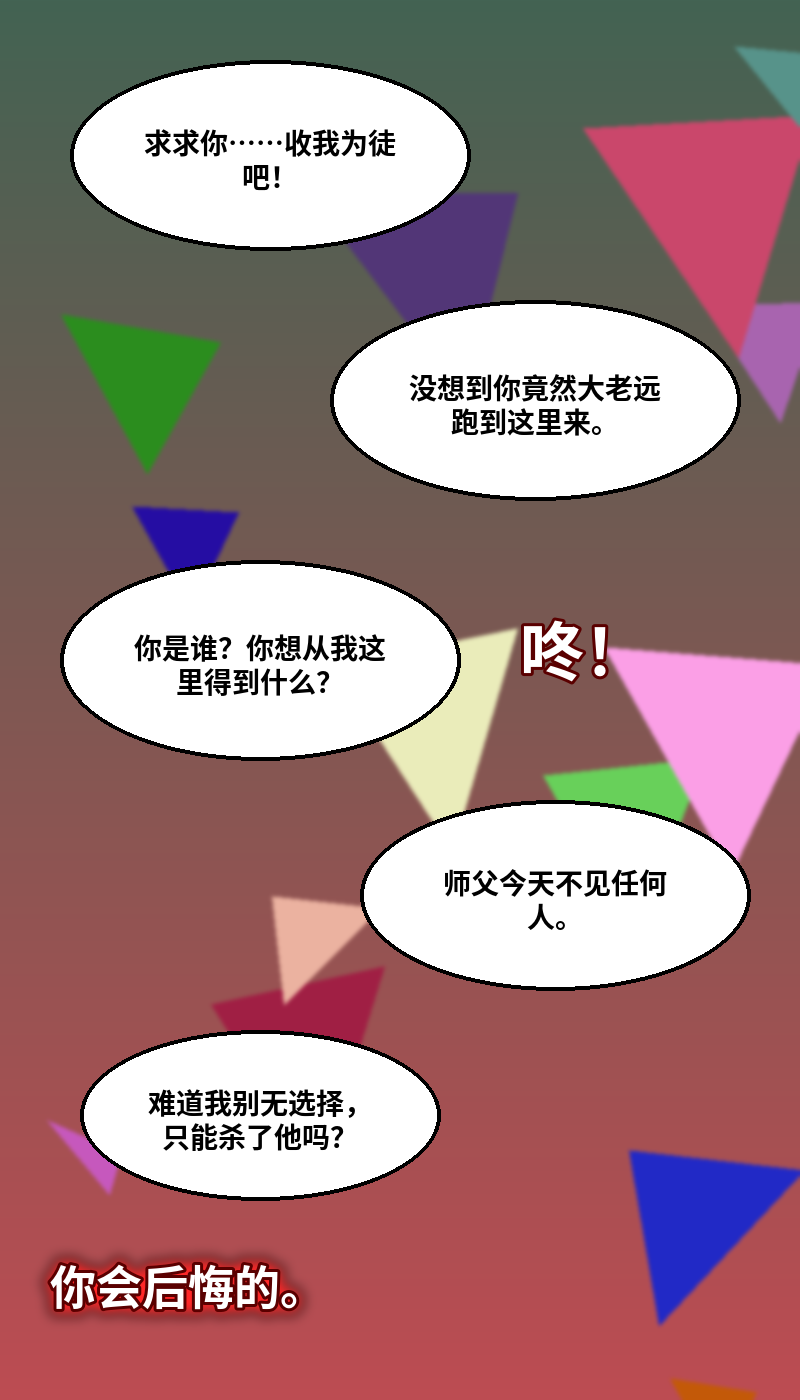 求求你……收我为徒
吧！
没想到你竟然大老远
跑到这里来。
你是谁？你想从我这
里得到什么？
咚！
师父今天不见任何
人。
难道我别无选择，
只能杀了他吗？
你会后悔的。